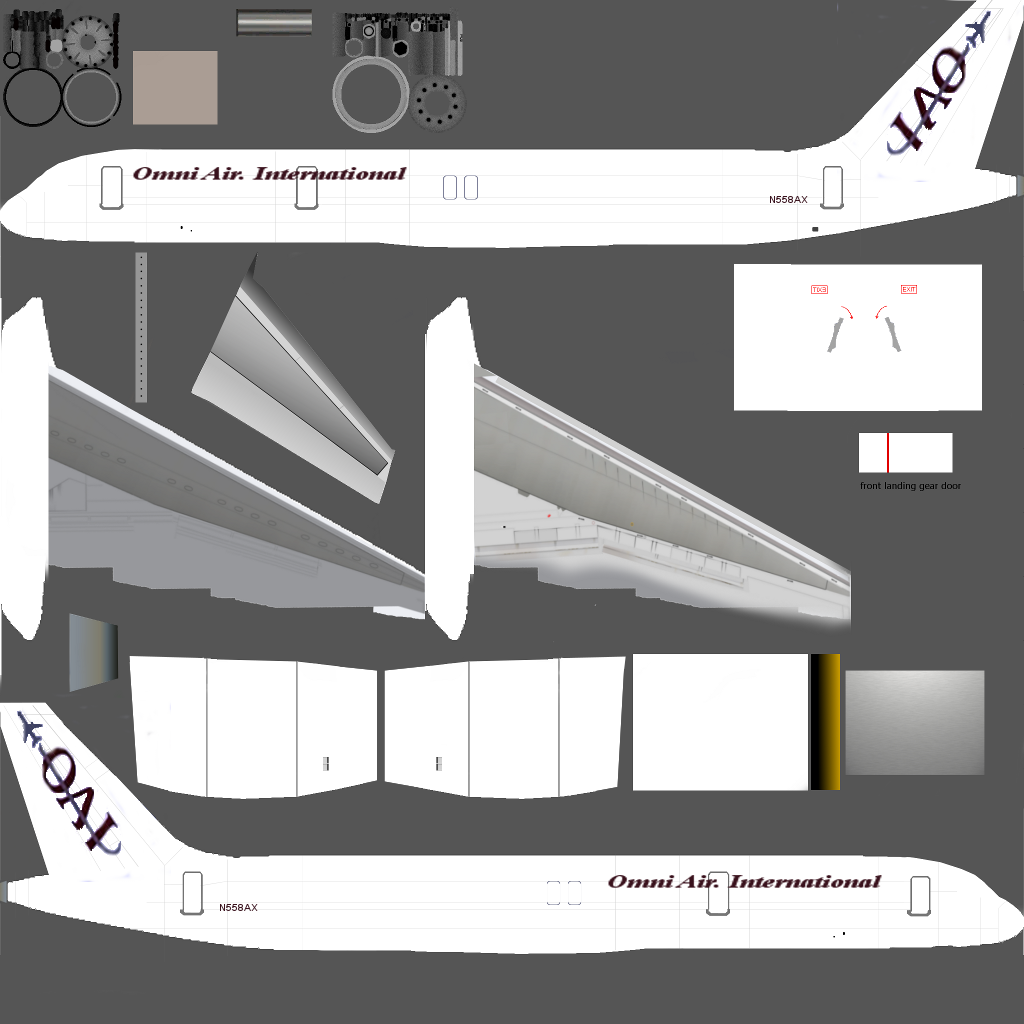 OAI
Omni Air. International
N558AX
EXIT
EXIT
front landing gear door
OAI
Omni Air. International
N558AX